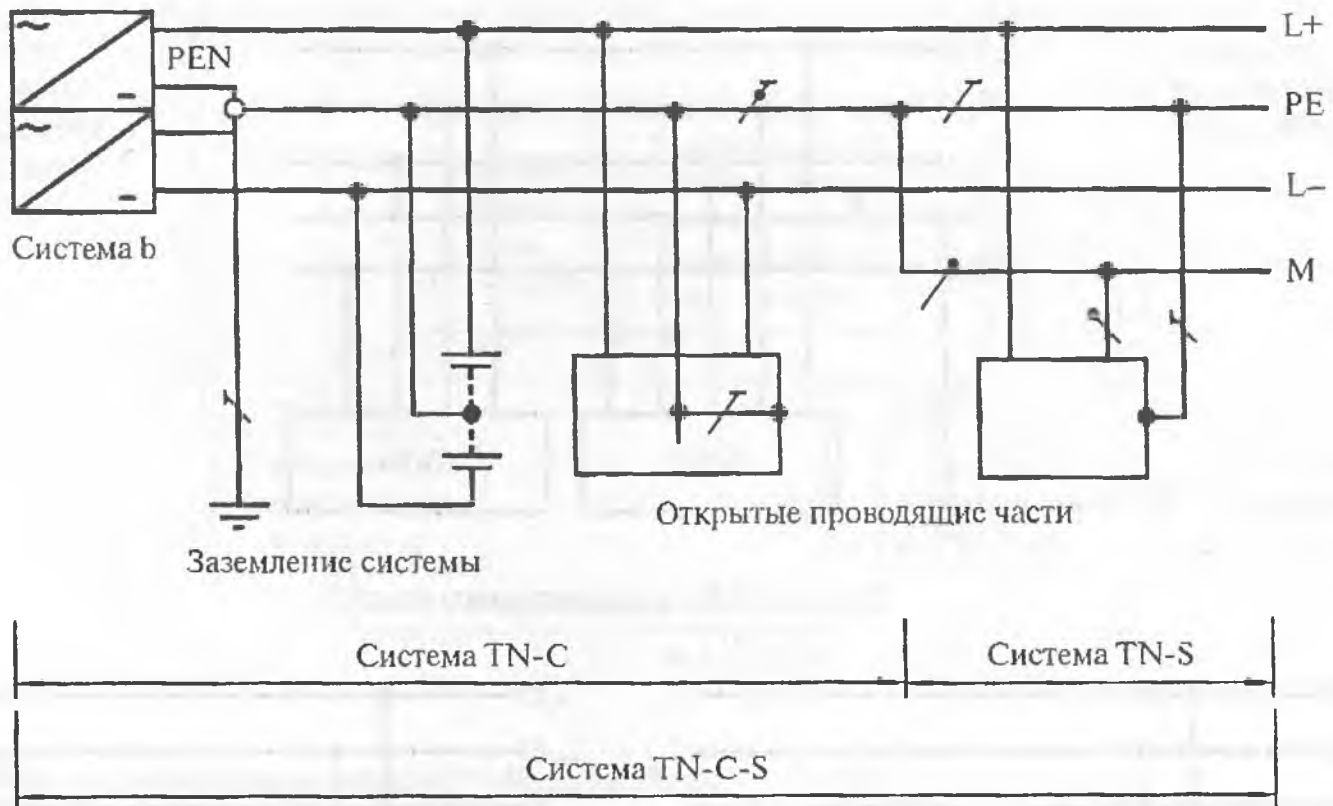 L+
PEN
PE
L–
Система b
M
Открытые проводящие части
Заземление системы
Система TN-C
Система TN-S
Система TN-C-S